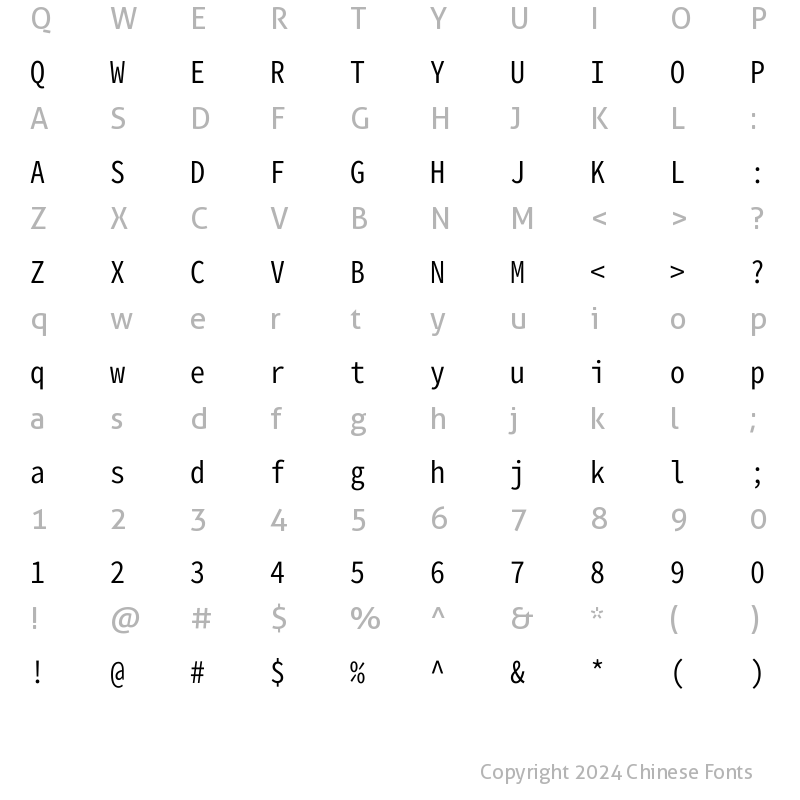 Q W E R T Y U I O P
Q W E R T Y U I O P
A S D F G H J K L :
A S D F G H J K L :
Z X C V B N M < > ?
Z X C V B N M < > ?
q w e r t y u i o p
q w e r t y u i o p
a s d f g h j k l ;
a s d f g h j k l ;
1 2 3 4 5 6 7 8 9 0
1 2 3 4 5 6 7 8 9 0
! @ # $ % ^ & * ( )
! @ # $ % ^ & * ( )
Copyright 2024 Chinese Fonts